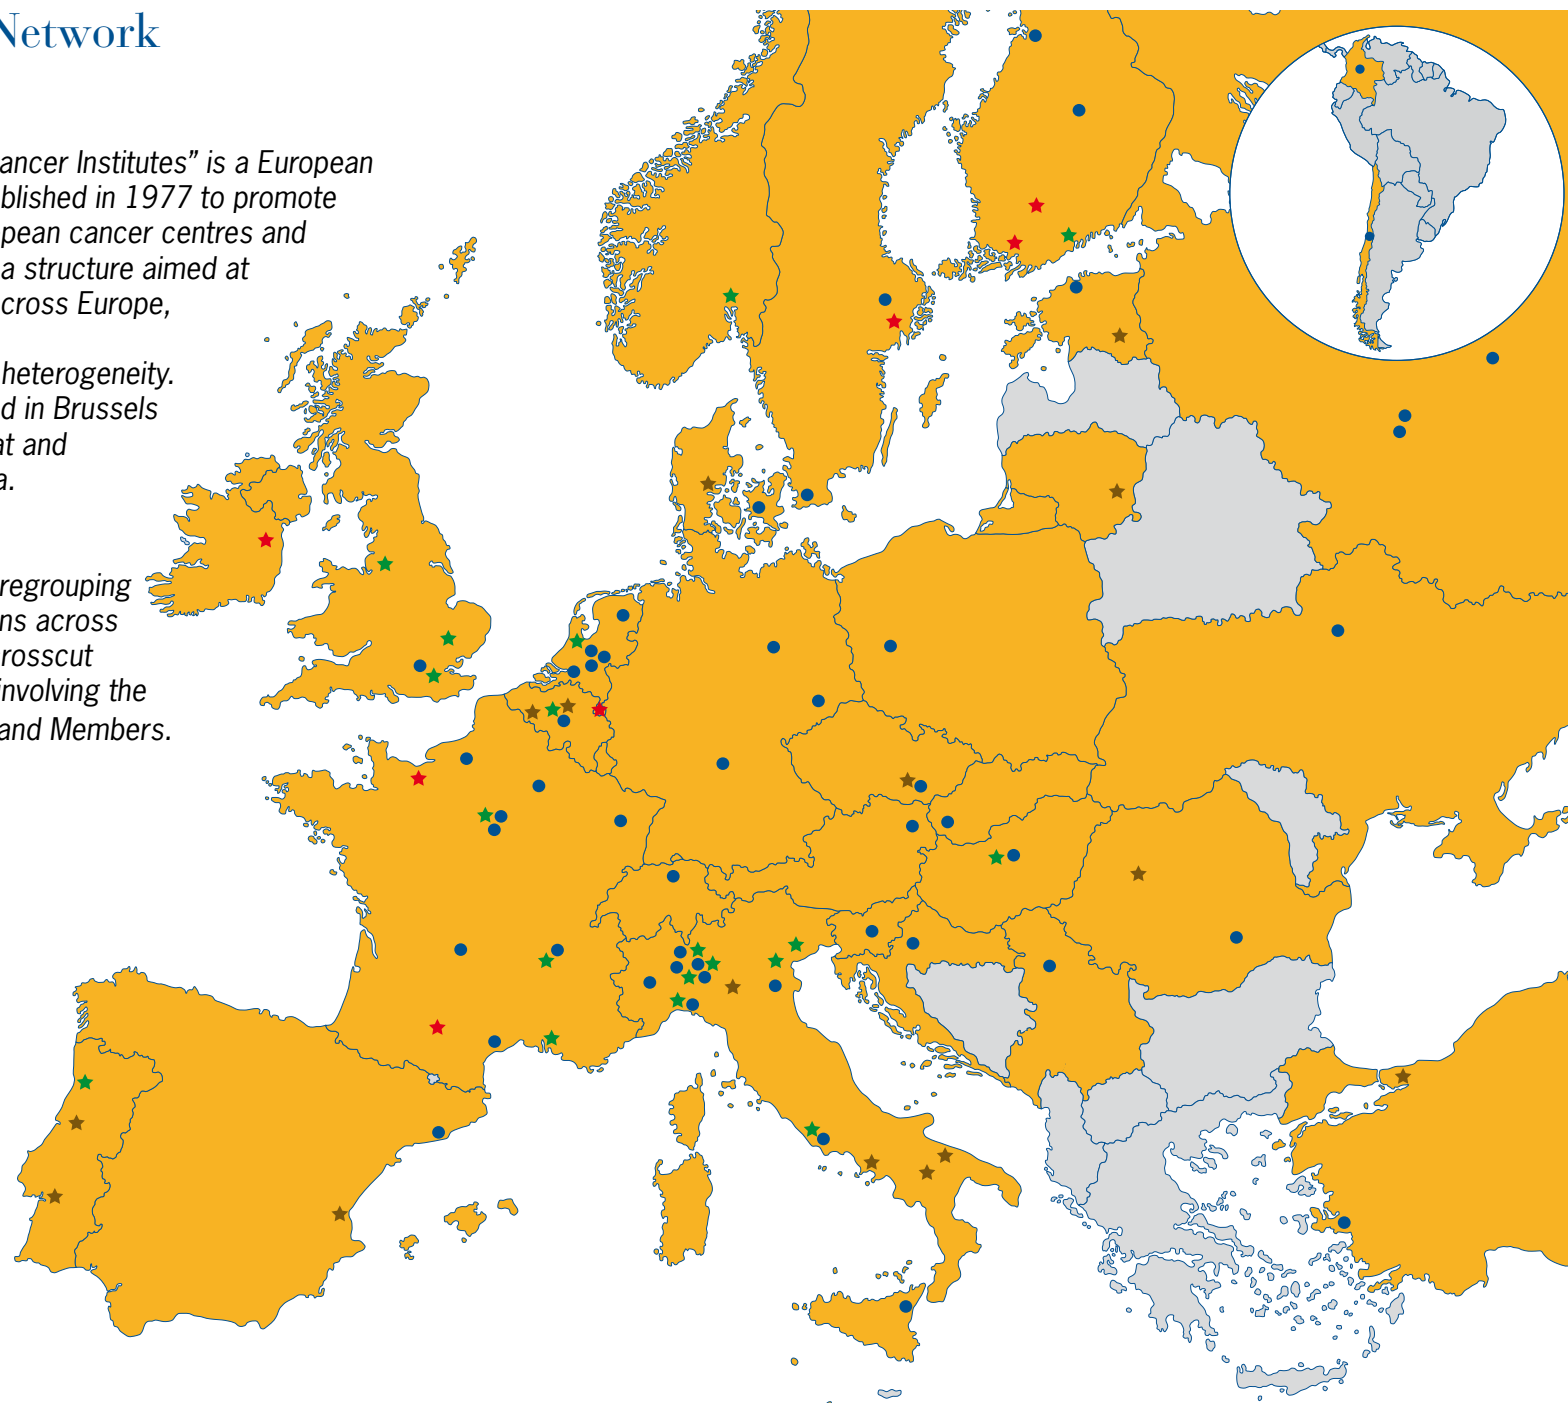 Network
ancer Institutes” is a European
blished in 1977 to promote
pean cancer centres and
a structure aimed at
cross Europe,
heterogeneity.
d in Brussels
at and
a.
regrouping
ns across
rosscut
involving the
and Members.